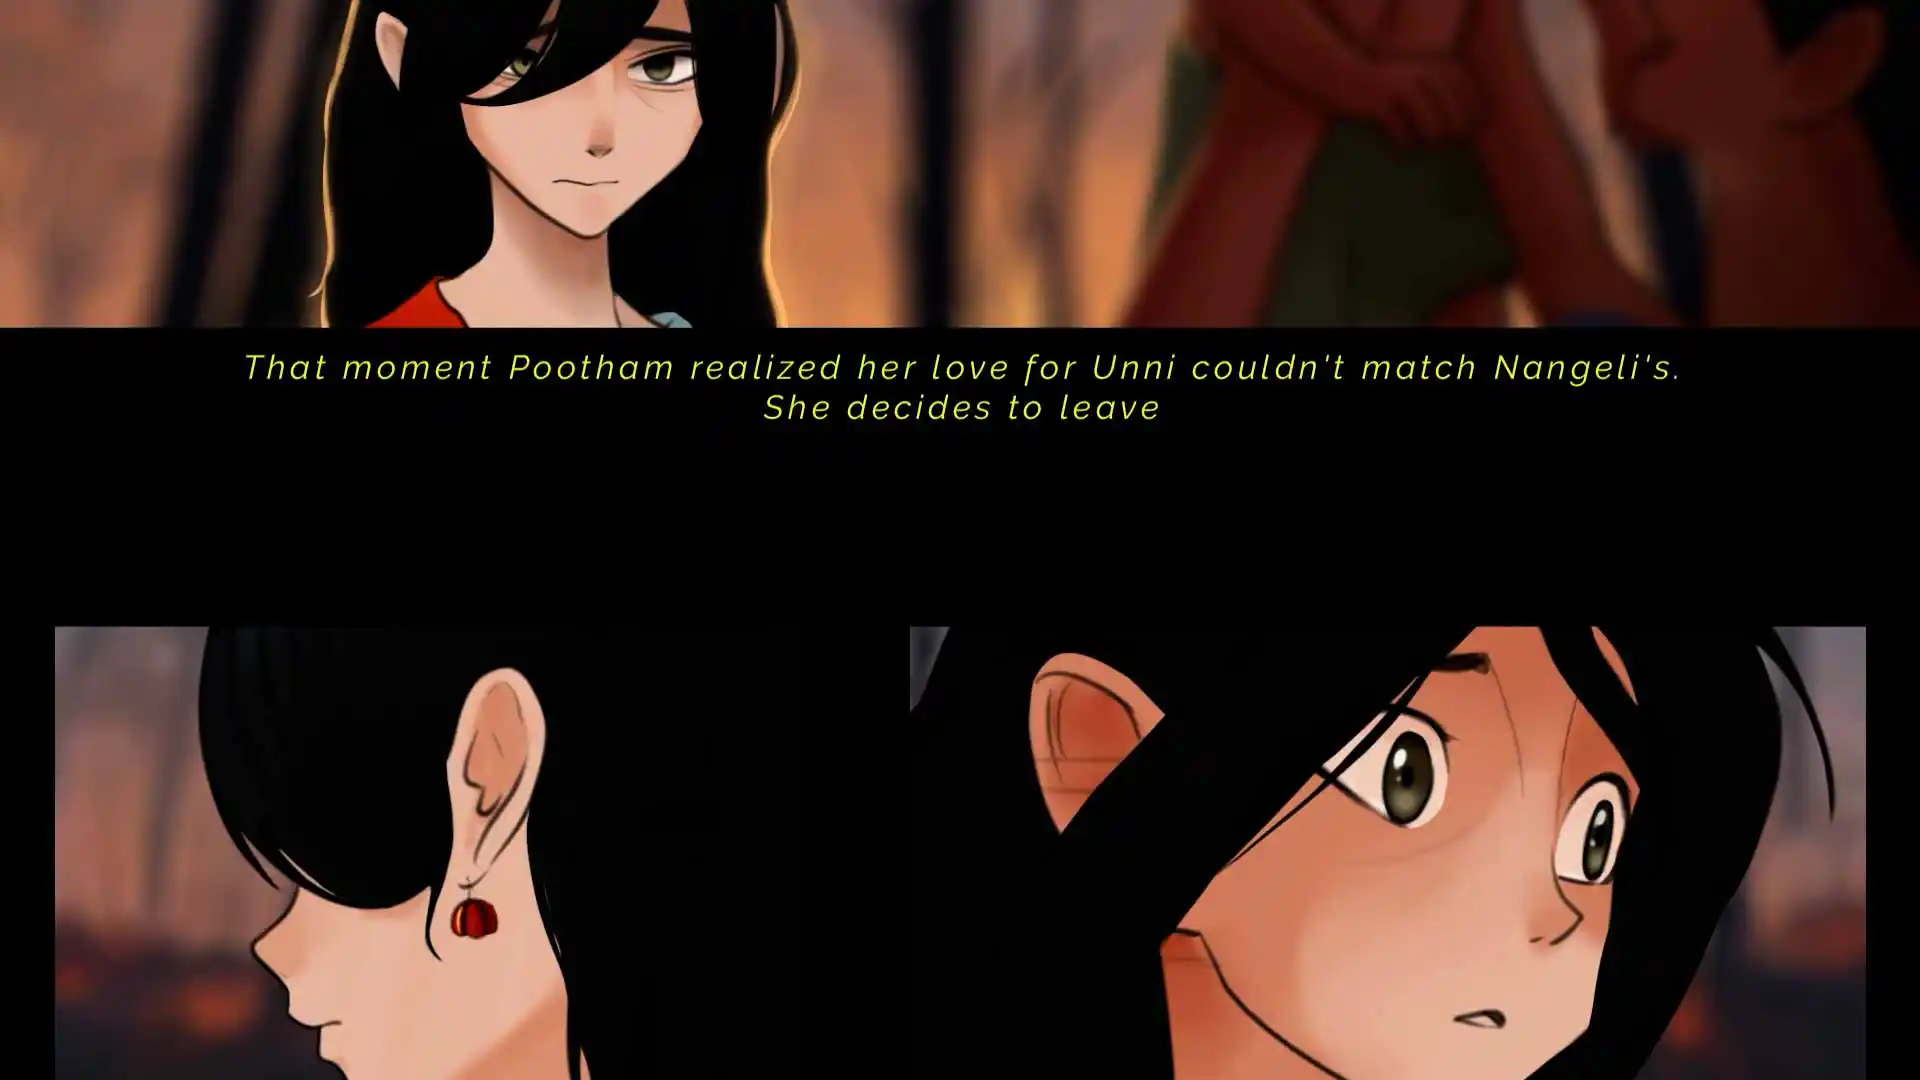 That moment Pootham realized her love for Unni couldn't match Nangeli's.
She decides to leave